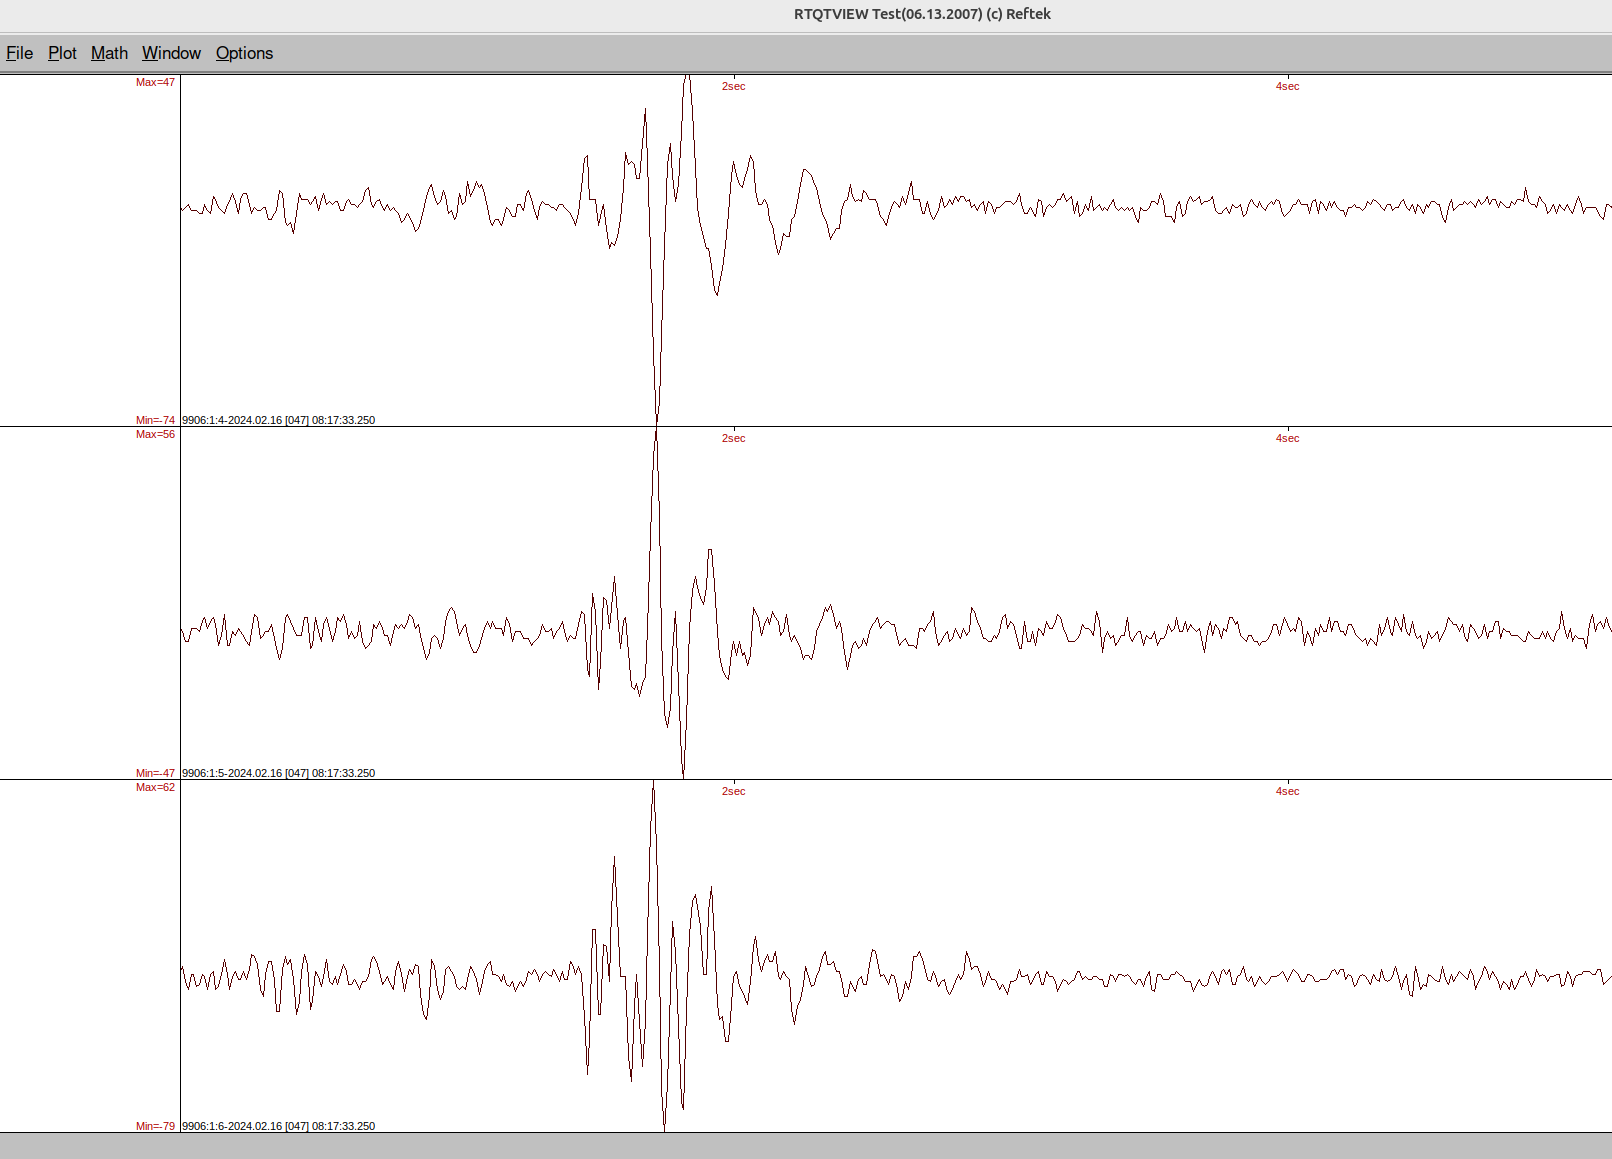 RTQTVIEW Test(06.13.2007) (c) Reftek
File Plot Math Window Options
Max=47 2sec 4sec
Min=-74 9906:1:4-2024.02.16 [047] 08:17:33.250
Max=56 2sec 4sec
Min=-47 9906:1:5-2024.02.16 [047] 08:17:33.250
Max=62 2sec 4sec
Min=-79 9906:1:6-2024.02.16 [047] 08:17:33.250